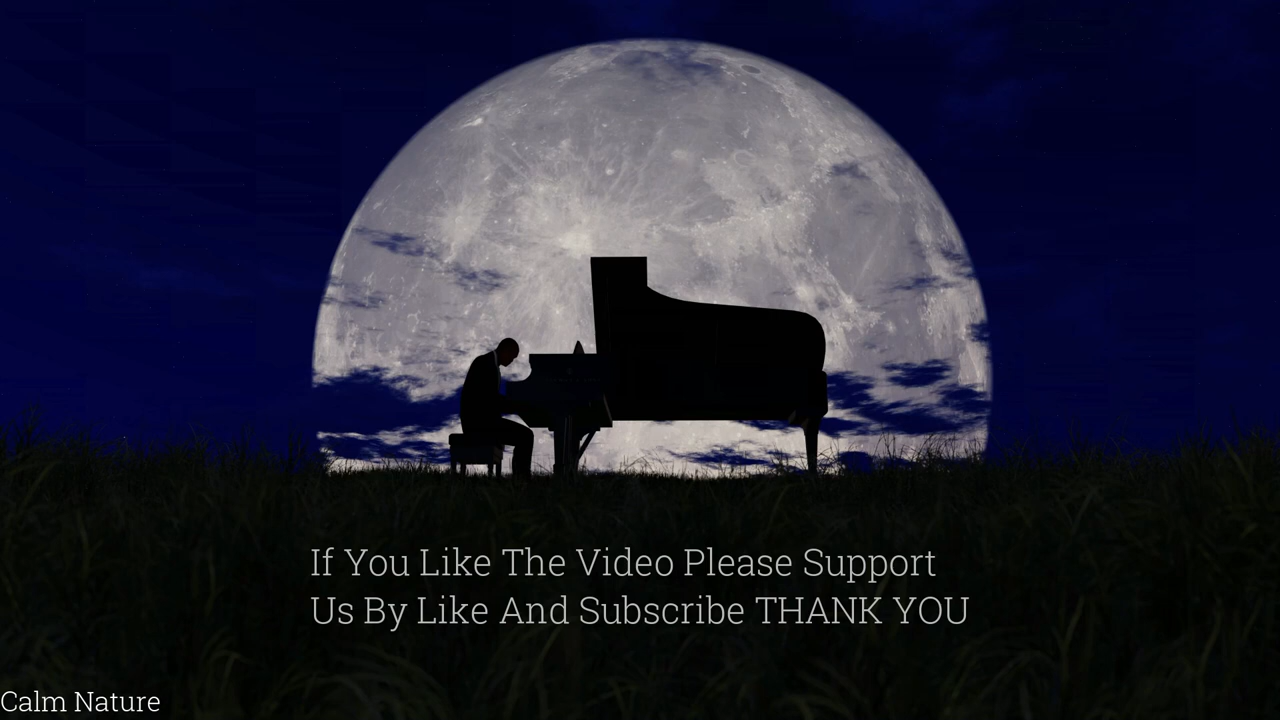 If You Like The Video Please Support
Us By Like And Subscribe THANK YOU
Calm Nature